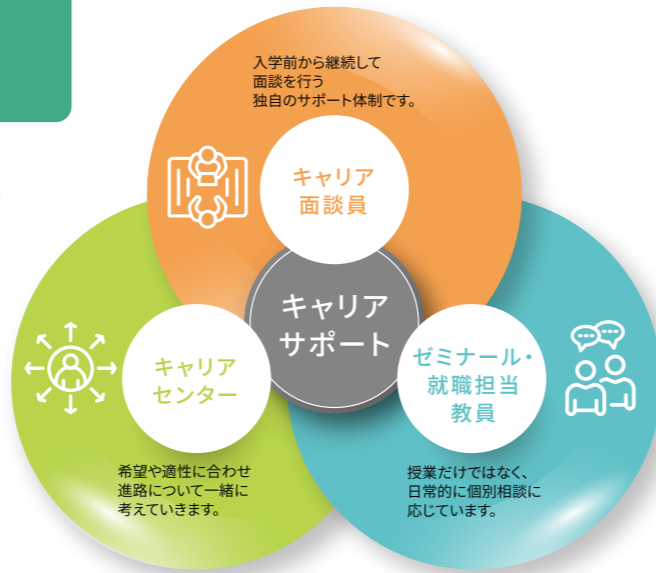 入学前から継続して
面談を行う
独自のサポート体制です。
キャリア
面談員
キャリア
サポート
キャリア
センター
希望や適性に合わせ
進路について一緒に
考えていきます。
ゼミナール・
就職担当
教員
授業だけではなく、
日常的に個別相談に
応じています。